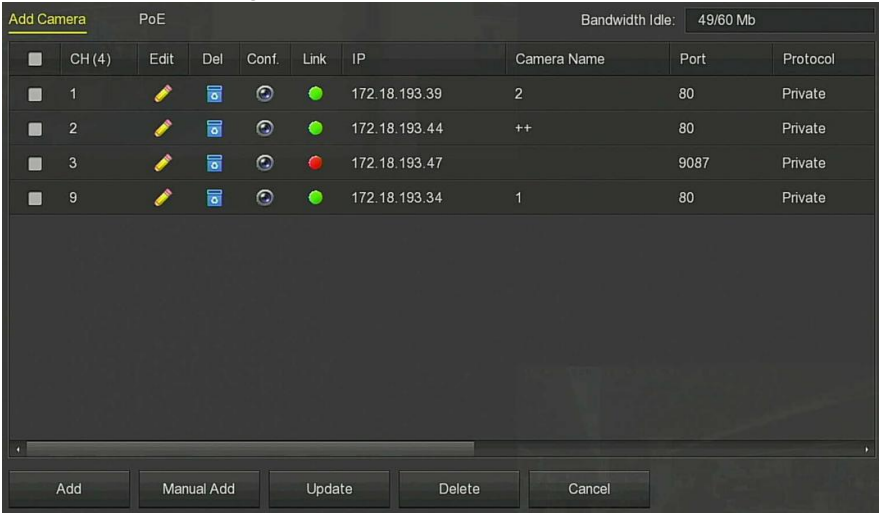 Add Camera PoE Bandwidth Idle: 49/60 Mb
CH (4) Edit Del Conf. Link IP Camera Name Port Protocol
1 172.18.193.39 2 80 Private
2 172.18.193.44 ++ 80 Private
3 172.18.193.47 9087 Private
9 172.18.193.34 1 80 Private
Add Manual Add Update Delete Cancel